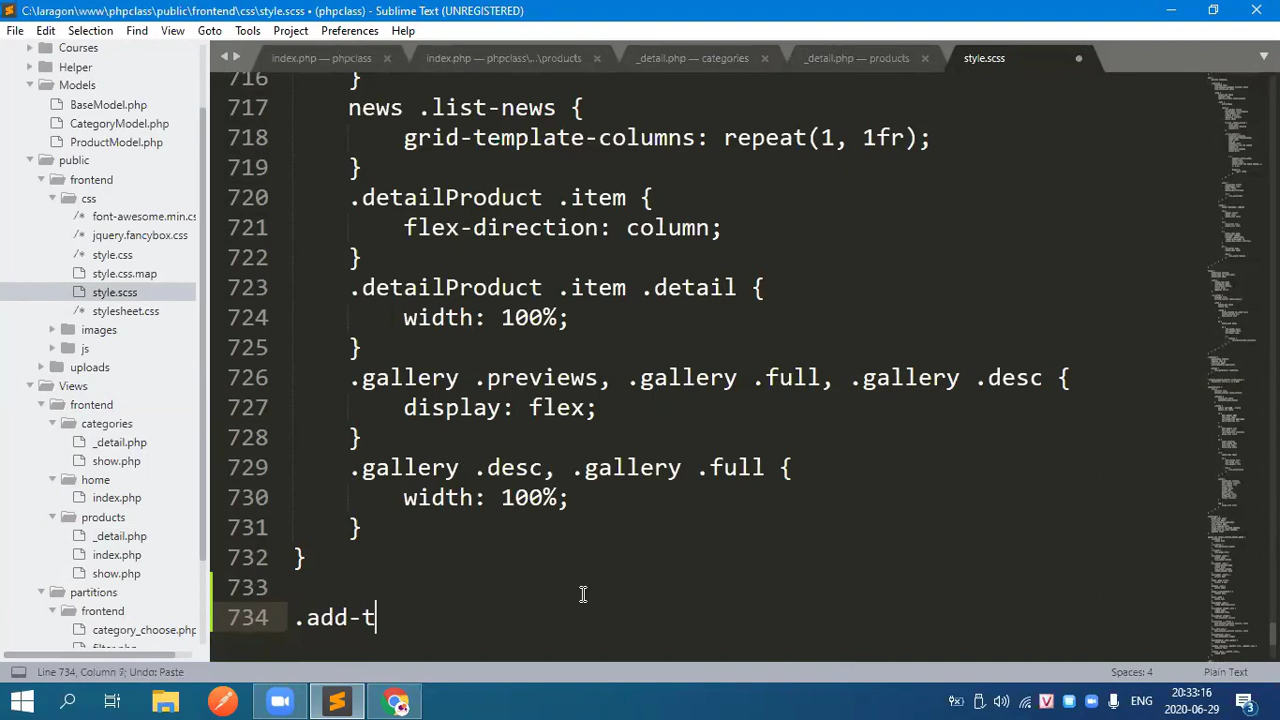 C:\laragon\www\phpclass\public\frontend\css\style.scss • (phpclass) - Sublime Text (UNREGISTERED)
File Edit Selection Find View Goto Tools Project Preferences Help
index.php — phpclass index.php — phpclass\...\products _detail.php — categories _detail.php — products style.scss
Courses
Helper
Models
BaseModel.php
CategoryModel.php
ProductModel.php
public
frontend
css
font-awesome.min.cs
jquery.fancybox.css
style.css
style.css.map
style.scss
stylesheet.css
images
js
uploads
Views
frontend
categories
_detail.php
show.php
home
index.php
products
_detail.php
index.php
show.php
partitions
frontend
category_choose.php
716 }
717 news .list-news {
718 grid-template-columns: repeat(1, 1fr);
719 }
720 .detailProduct .item {
721 flex-direction: column;
722 }
723 .detailProduct .item .detail {
724 width: 100%;
725 }
726 .gallery .previews, .gallery .full, .gallery .desc {
727 display: flex;
728 }
729 .gallery .desc, .gallery .full {
730 width: 100%;
731 }
732 }
733
734 .add-t
Line 734, Column 9; Undo: Paste Spaces: 4 Plain Text
ENG 20:33:16 2020-06-29 3